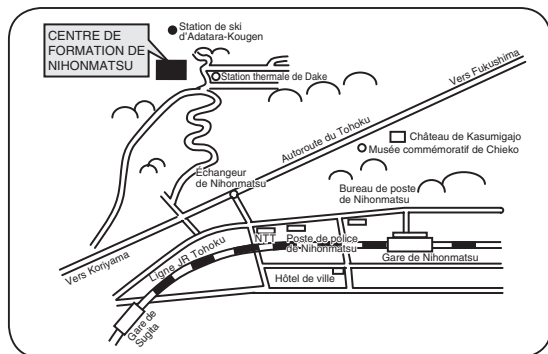 CENTRE DE
FORMATION DE
NIHONMATSU
Station de ski
d'Adatara-Kougen
Station thermale de Dake
Vers Fukushima
Autoroute du Tohoku
Château de Kasumigajo
Musée commémoratif de Chieko
Échangeur
de Nihonmatsu
Bureau de poste
de Nihonmatsu
Vers Koriyama
Ligne JR Tohoku
NTT
Poste de police
de Nihonmatsu
Gare de Nihonmatsu
Hôtel de ville
Gare de
Sugita